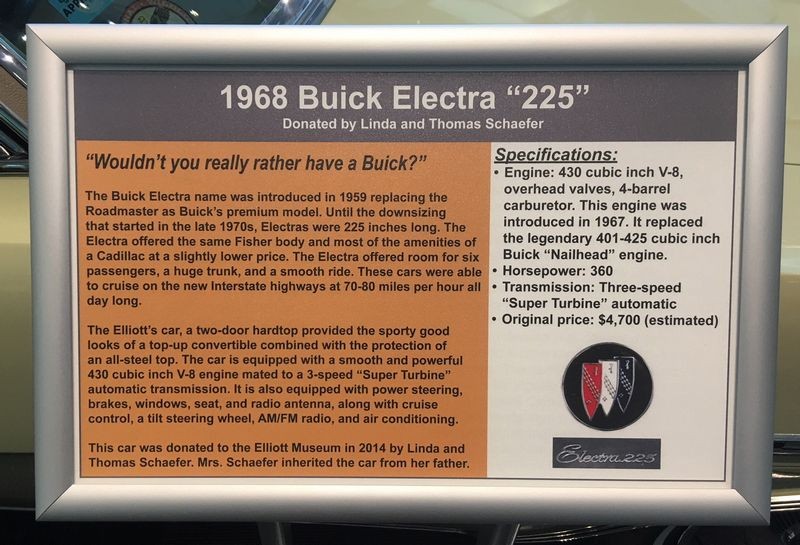 1968 Buick Electra “225”
Donated by Linda and Thomas Schaefer
“Wouldn’t you really rather have a Buick?”
The Buick Electra name was introduced in 1959 replacing the
Roadmaster as Buick’s premium model. Until the downsizing
that started in the late 1970s, Electras were 225 inches long. The
Electra offered the same Fisher body and most of the amenities of
a Cadillac at a slightly lower price. The Electra offered room for six
passengers, a huge trunk, and a smooth ride. These cars were able
to cruise on the new Interstate highways at 70-80 miles per hour all
day long.
The Elliott’s car, a two-door hardtop provided the sporty good
looks of a top-up convertible combined with the protection of
an all-steel top. The car is equipped with a smooth and powerful
430 cubic inch V-8 engine mated to a 3-speed “Super Turbine”
automatic transmission. It is also equipped with power steering,
brakes, windows, seat, and radio antenna, along with cruise
control, a tilt steering wheel, AM/FM radio, and air conditioning.
This car was donated to the Elliott Museum in 2014 by Linda and
Thomas Schaefer. Mrs. Schaefer inherited the car from her father.
Specifications:
• Engine: 430 cubic inch V-8,
overhead valves, 4-barrel
carburetor. This engine was
introduced in 1967. It replaced
the legendary 401-425 cubic inch
Buick “Nailhead” engine.
• Horsepower: 360
• Transmission: Three-speed
“Super Turbine” automatic
• Original price: $4,700 (estimated)
Electra 225